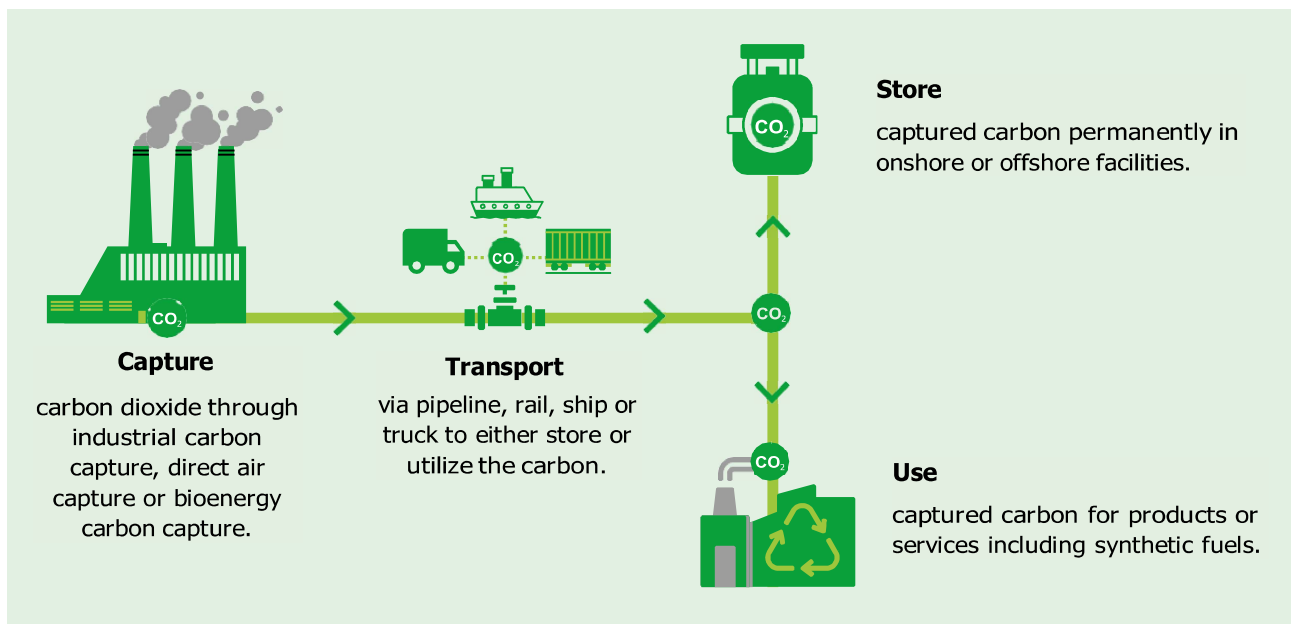 Capture
carbon dioxide through
industrial carbon
capture, direct air
capture or bioenergy
carbon capture.
CO₂
Transport
via pipeline, rail, ship or
truck to either store or
utilize the carbon.
CO₂
CO₂
CO₂
Store
captured carbon permanently in
onshore or offshore facilities.
CO₂
Use
captured carbon for products or
services including synthetic fuels.